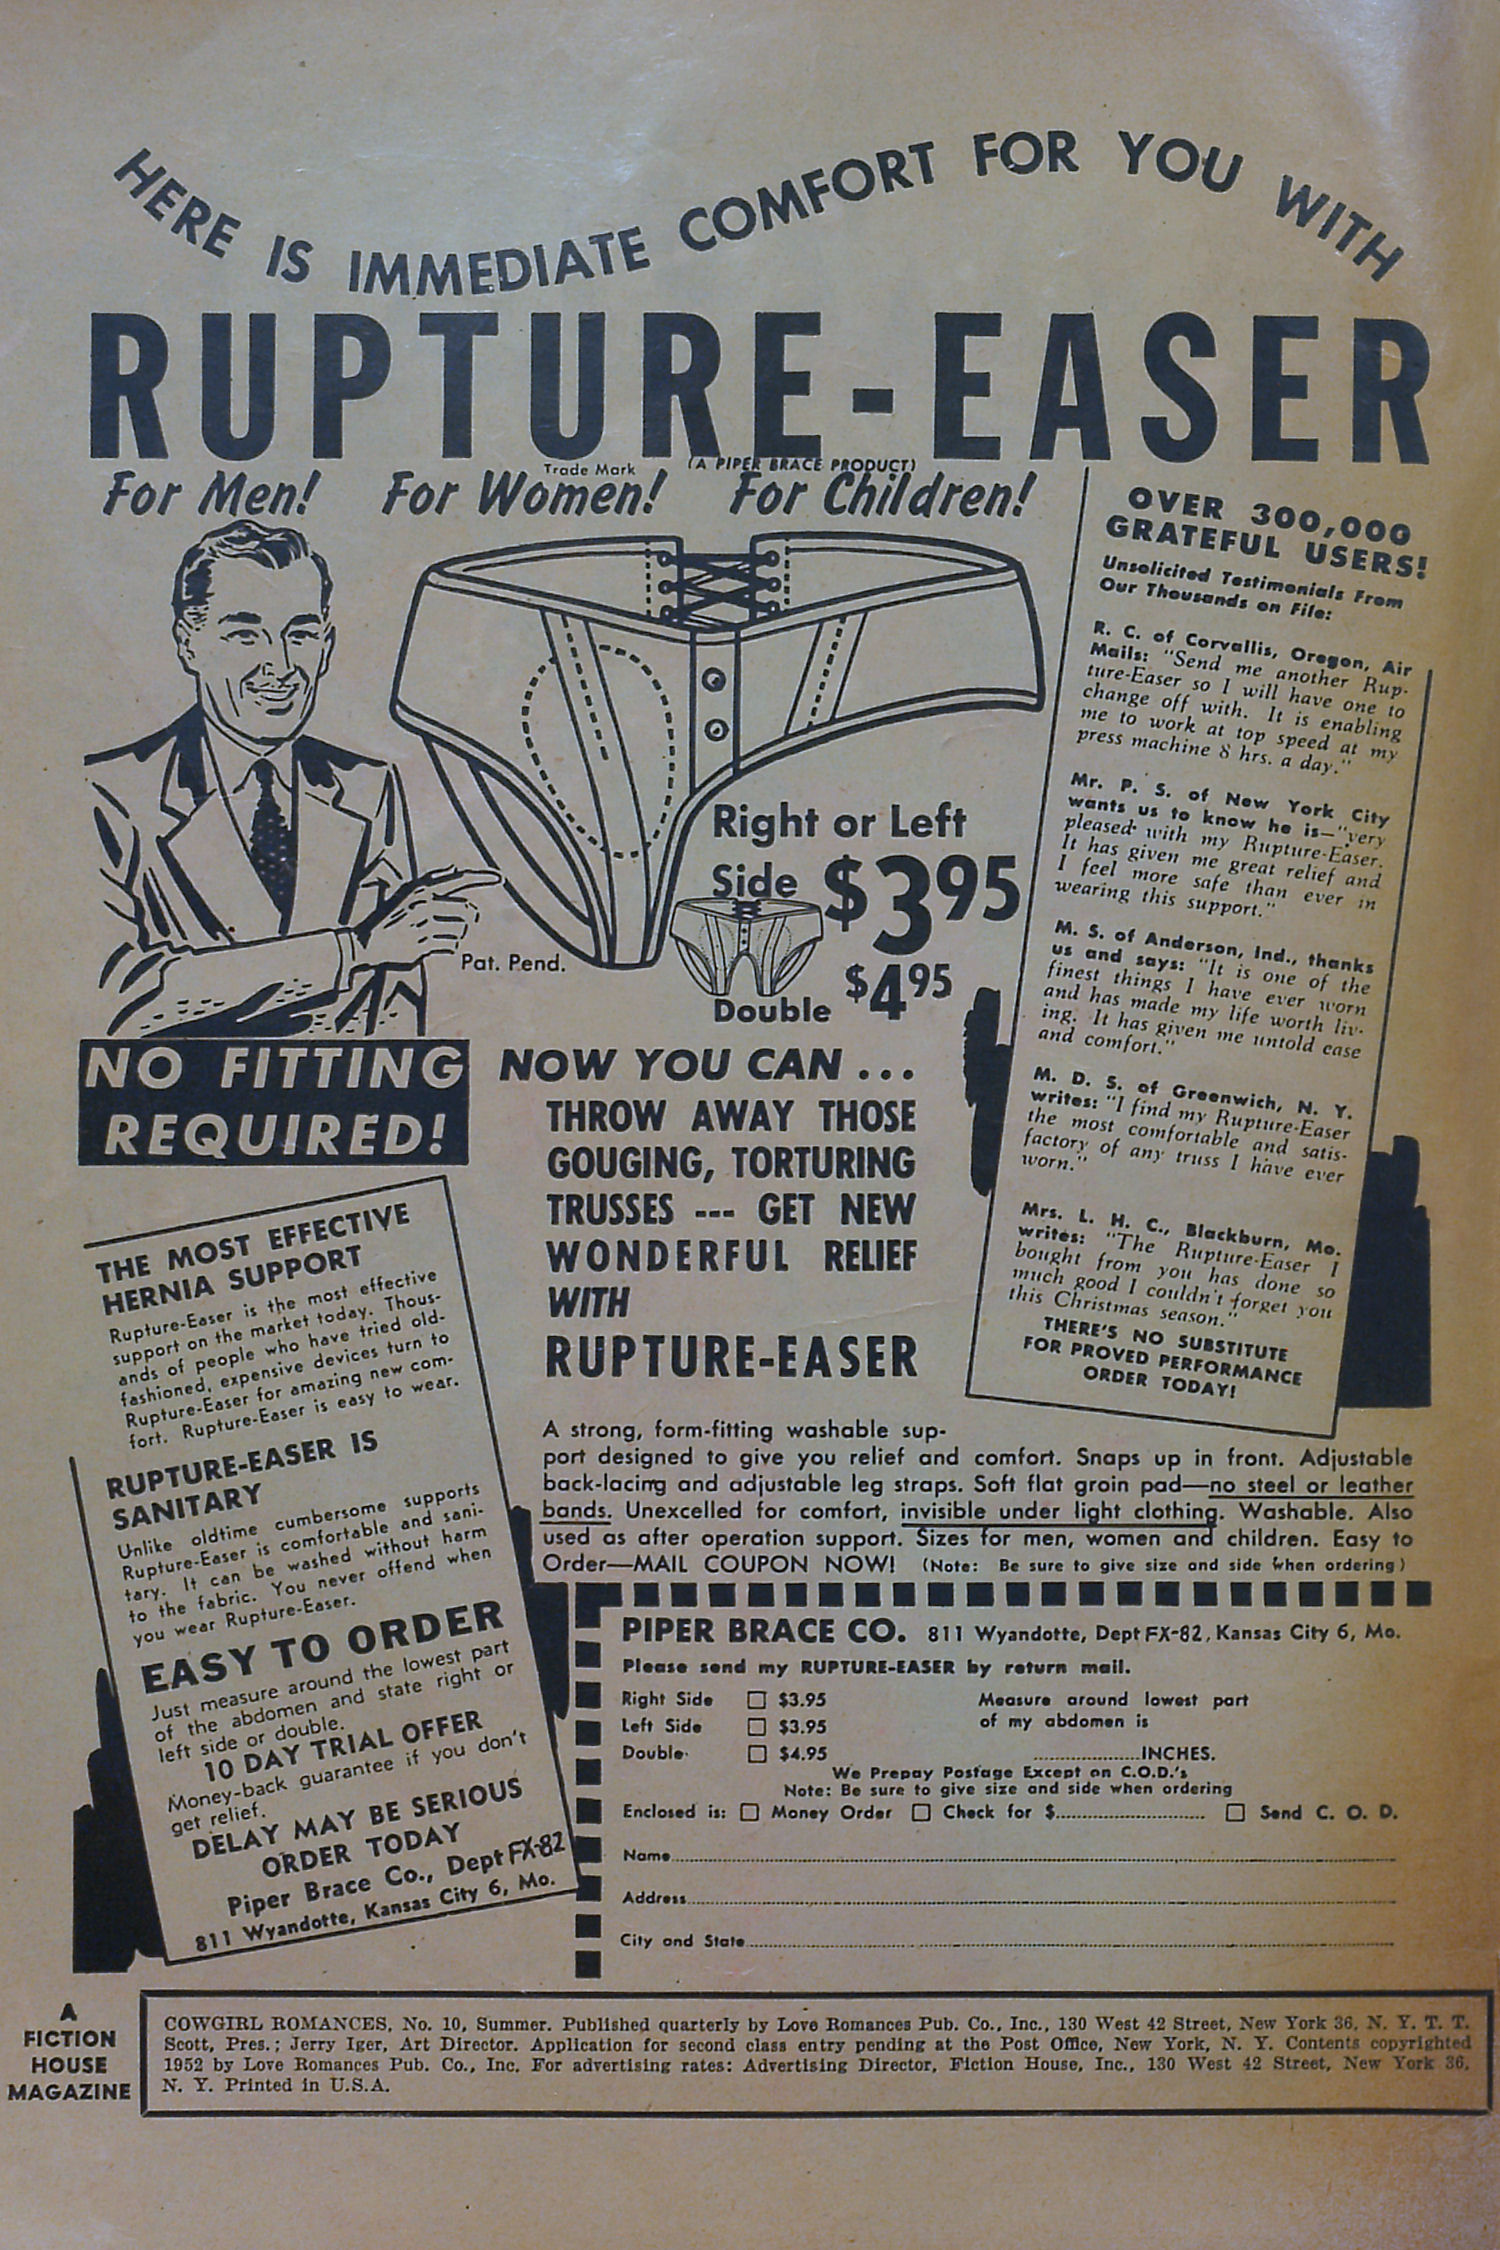 HERE IS IMMEDIATE COMFORT FOR YOU WITH
RUPTURE-EASER
Trade Mark
(A PIPER BRACE PRODUCT)
For Men! For Women! For Children!
Pat. Pend.
Right or Left
Side $3.95
Double $4.95
NO FITTING
REQUIRED!
OVER 300,000
GRATEFUL USERS!
Unsolicited Testimonials From
Our Thousands on File:
R. C. of Corvallis, Oregon, Air
Mails: "Send me another Rup-
ture-Easer so I will have one to
change off with. It is enabling
me to work at top speed at my
press machine 8 hrs. a day."
Mr. P. S. of New York City
wants us to know he is—"very
pleased with my Rupture-Easer.
It has given me great relief and
I feel more safe than ever in
wearing this support."
M. S. of Anderson, Ind., thanks
us and says: "It is one of the
finest things I have ever worn
and has made my life worth liv-
ing. It has given me untold ease
and comfort."
M. D. S. of Greenwich, N. Y.
writes: "I find my Rupture-Easer
the most comfortable and satis-
factory of any truss I have ever
worn."
Mrs. L. H. C., Blackburn, Mo.
writes: "The Rupture-Easer I
bought from you has done so
much good I couldn't forget you
this Christmas season."
THERE'S NO SUBSTITUTE
FOR PROVED PERFORMANCE
ORDER TODAY!
NOW YOU CAN ...
THROW AWAY THOSE
GOUGING, TORTURING
TRUSSES --- GET NEW
WONDERFUL RELIEF
WITH
RUPTURE-EASER
THE MOST EFFECTIVE
HERNIA SUPPORT
Rupture-Easer is the most effective
support on the market today. Thous-
ands of people who have tried old-
fashioned, expensive devices turn to
Rupture-Easer for amazing new com-
fort. Rupture-Easer is easy to wear.
RUPTURE-EASER IS
SANITARY
Unlike oldtime cumbersome supports
Rupture-Easer is comfortable and sani-
tary. It can be washed without harm
to the fabric. You never offend when
you wear Rupture-Easer.
EASY TO ORDER
Just measure around the lowest part
of the abdomen and state right or
left side or double.
10 DAY TRIAL OFFER
Money-back guarantee if you don't
get relief.
DELAY MAY BE SERIOUS
ORDER TODAY
Piper Brace Co., Dept FX-82
811 Wyandotte, Kansas City 6, Mo.
A strong, form-fitting washable sup-
port designed to give you relief and comfort. Snaps up in front. Adjustable
back-lacing and adjustable leg straps. Soft flat groin pad—no steel or leather
bands. Unexcelled for comfort, invisible under light clothing. Washable. Also
used as after operation support. Sizes for men, women and children. Easy to
Order—MAIL COUPON NOW! (Note: Be sure to give size and side when ordering)
PIPER BRACE CO. 811 Wyandotte, Dept FX-82, Kansas City 6, Mo.
Please send my RUPTURE-EASER by return mail.
Right Side $3.95
Left Side $3.95
Double $4.95
Measure around lowest part
of my abdomen is
....................INCHES.
We Prepay Postage Except on C.O.D.'s
Note: Be sure to give size and side when ordering
Enclosed is: Money Order Check for $.......................... Send C. O. D.
Name
Address
City and State
A
FICTION
HOUSE
MAGAZINE
COWGIRL ROMANCES, No. 10, Summer. Published quarterly by Love Romances Pub. Co., Inc., 130 West 42 Street, New York 36, N. Y. T. T.
Scott, Pres.; Jerry Iger, Art Director. Application for second class entry pending at the Post Office, New York, N. Y. Contents copyrighted
1952 by Love Romances Pub. Co., Inc. For advertising rates: Advertising Director, Fiction House, Inc., 130 West 42 Street, New York 36,
N. Y. Printed in U.S.A.